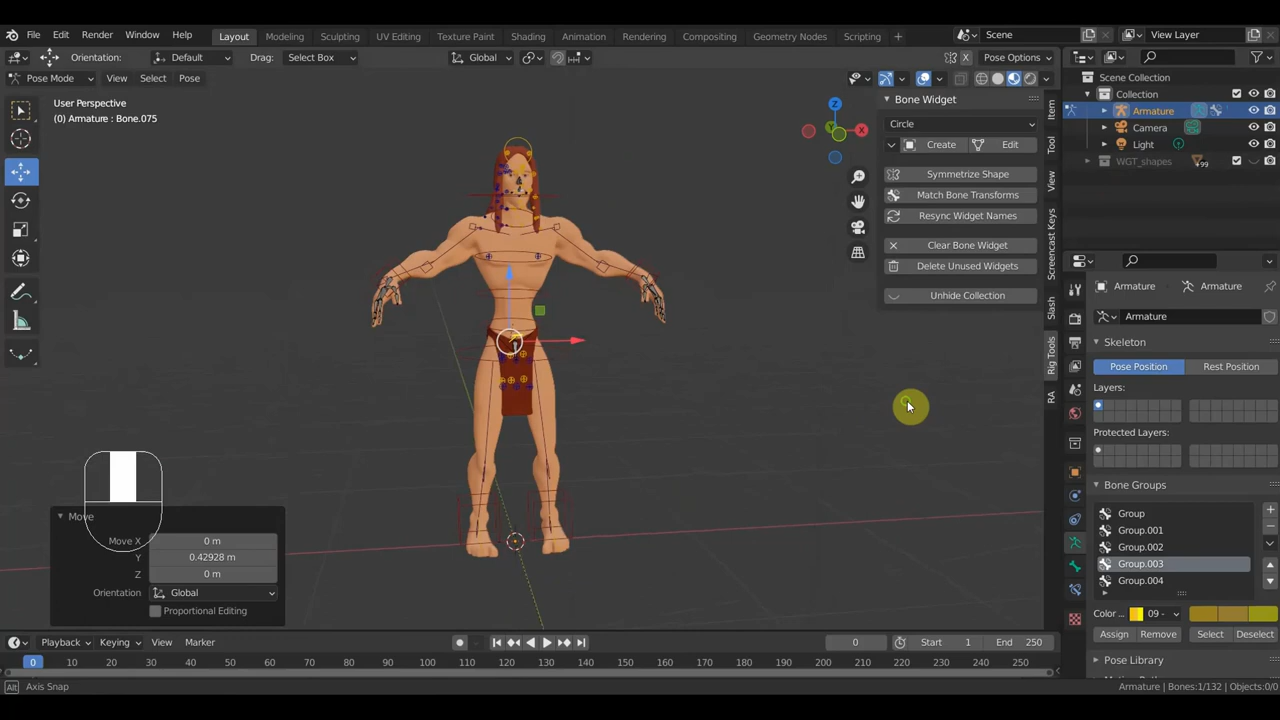 File Edit Render Window Help Layout Modeling Sculpting UV Editing Texture Paint Shading Animation Rendering Compositing Geometry Nodes Scripting + Scene View Layer
Orientation: Default Drag: Select Box Global X Pose Options
Pose Mode View Select Pose
User Perspective
(0) Armature : Bone.075
Z
X
Y
Bone Widget
Circle
Create Edit
Symmetrize Shape
Match Bone Transforms
Resync Widget Names
Clear Bone Widget
Delete Unused Widgets
Unhide Collection
Item
Tool
View
Screencast Keys
Slash
Rig Tools
RA
Scene Collection
Collection
Armature
Camera
Light
WGT_shapes
+99
Armature Armature
Armature
Skeleton
Pose Position Rest Position
Layers:
Protected Layers:
Bone Groups
Group
Group.001
Group.002
Group.003
Group.004
Color ... 09 -
Assign Remove Select Deselect
Pose Library
Move
Move X 0 m
Y 0.42928 m
Z 0 m
Orientation Global
Proportional Editing
Playback Keying View Marker 0 Start 1 End 250
0 10 20 30 40 50 60 70 80 90 100 110 120 130 140 150 160 170 180 190 200 210 220 230 240 250
Alt Axis Snap Armature | Bones:1/132 | Objects:0/0